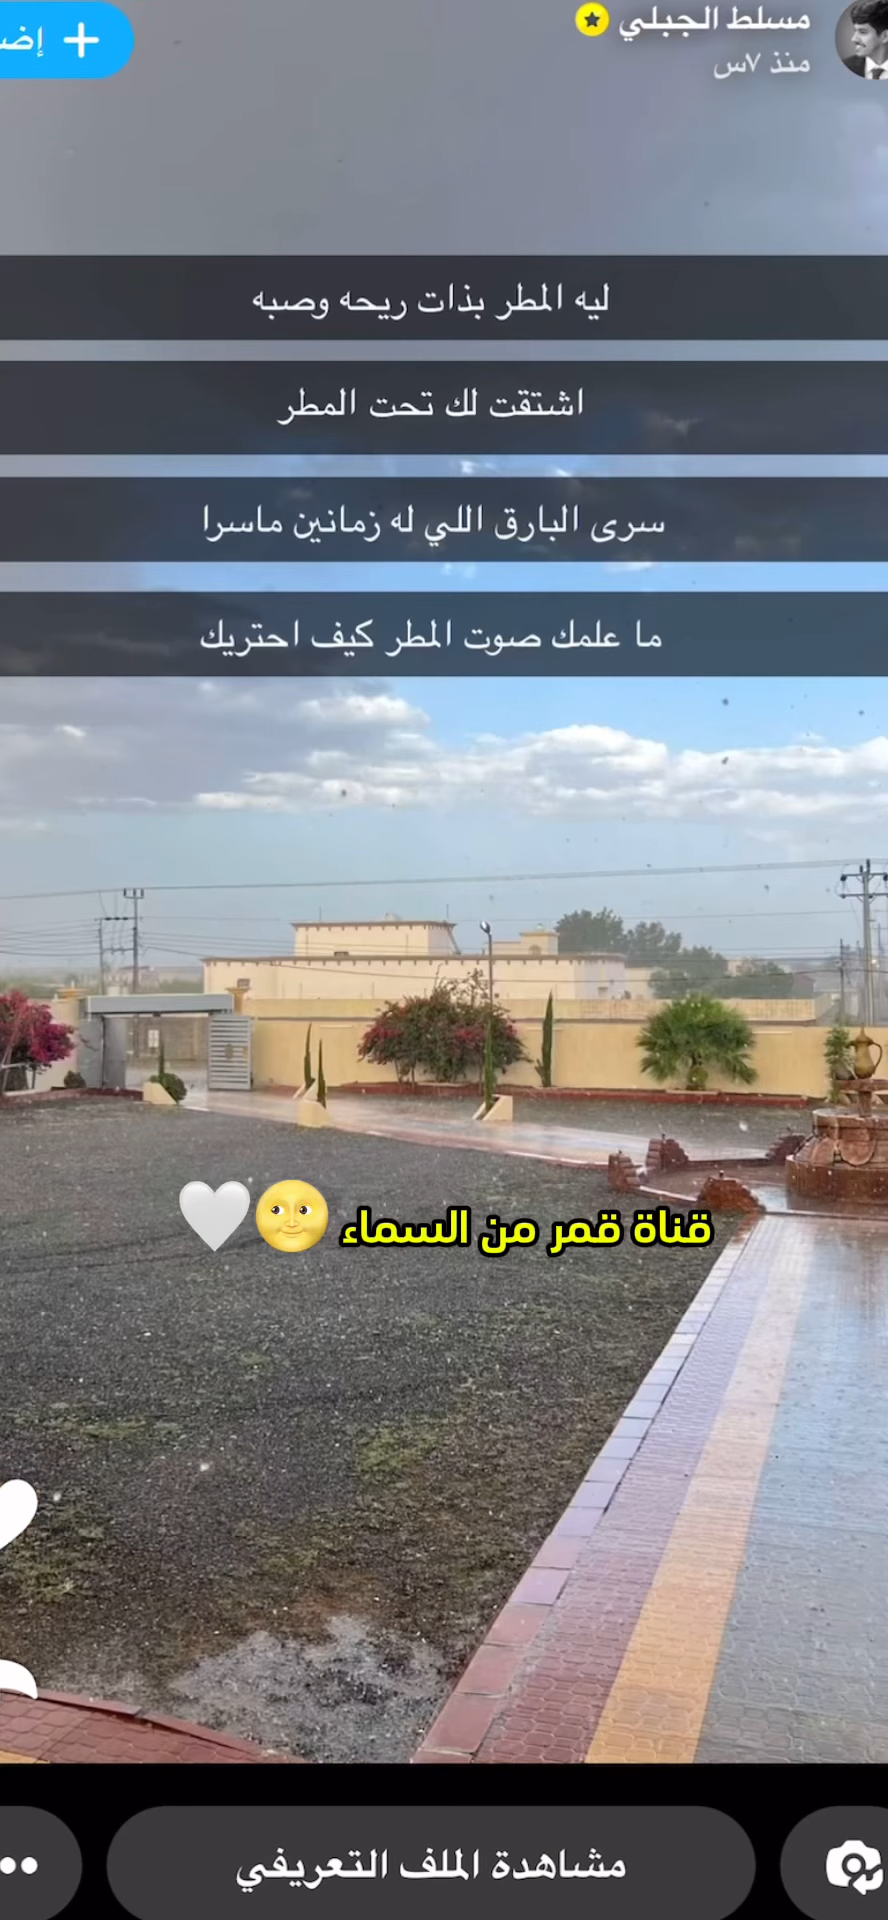 مسلط الجبلي
منذ ٧س
إض
ليه المطر بذات ريحه وصبه
اشتقت لك تحت المطر
سرى البارق اللي له زمانين ماسرا
ما علمك صوت المطر كيف احتريك
قناة قمر من السماء
مشاهدة الملف التعريفي